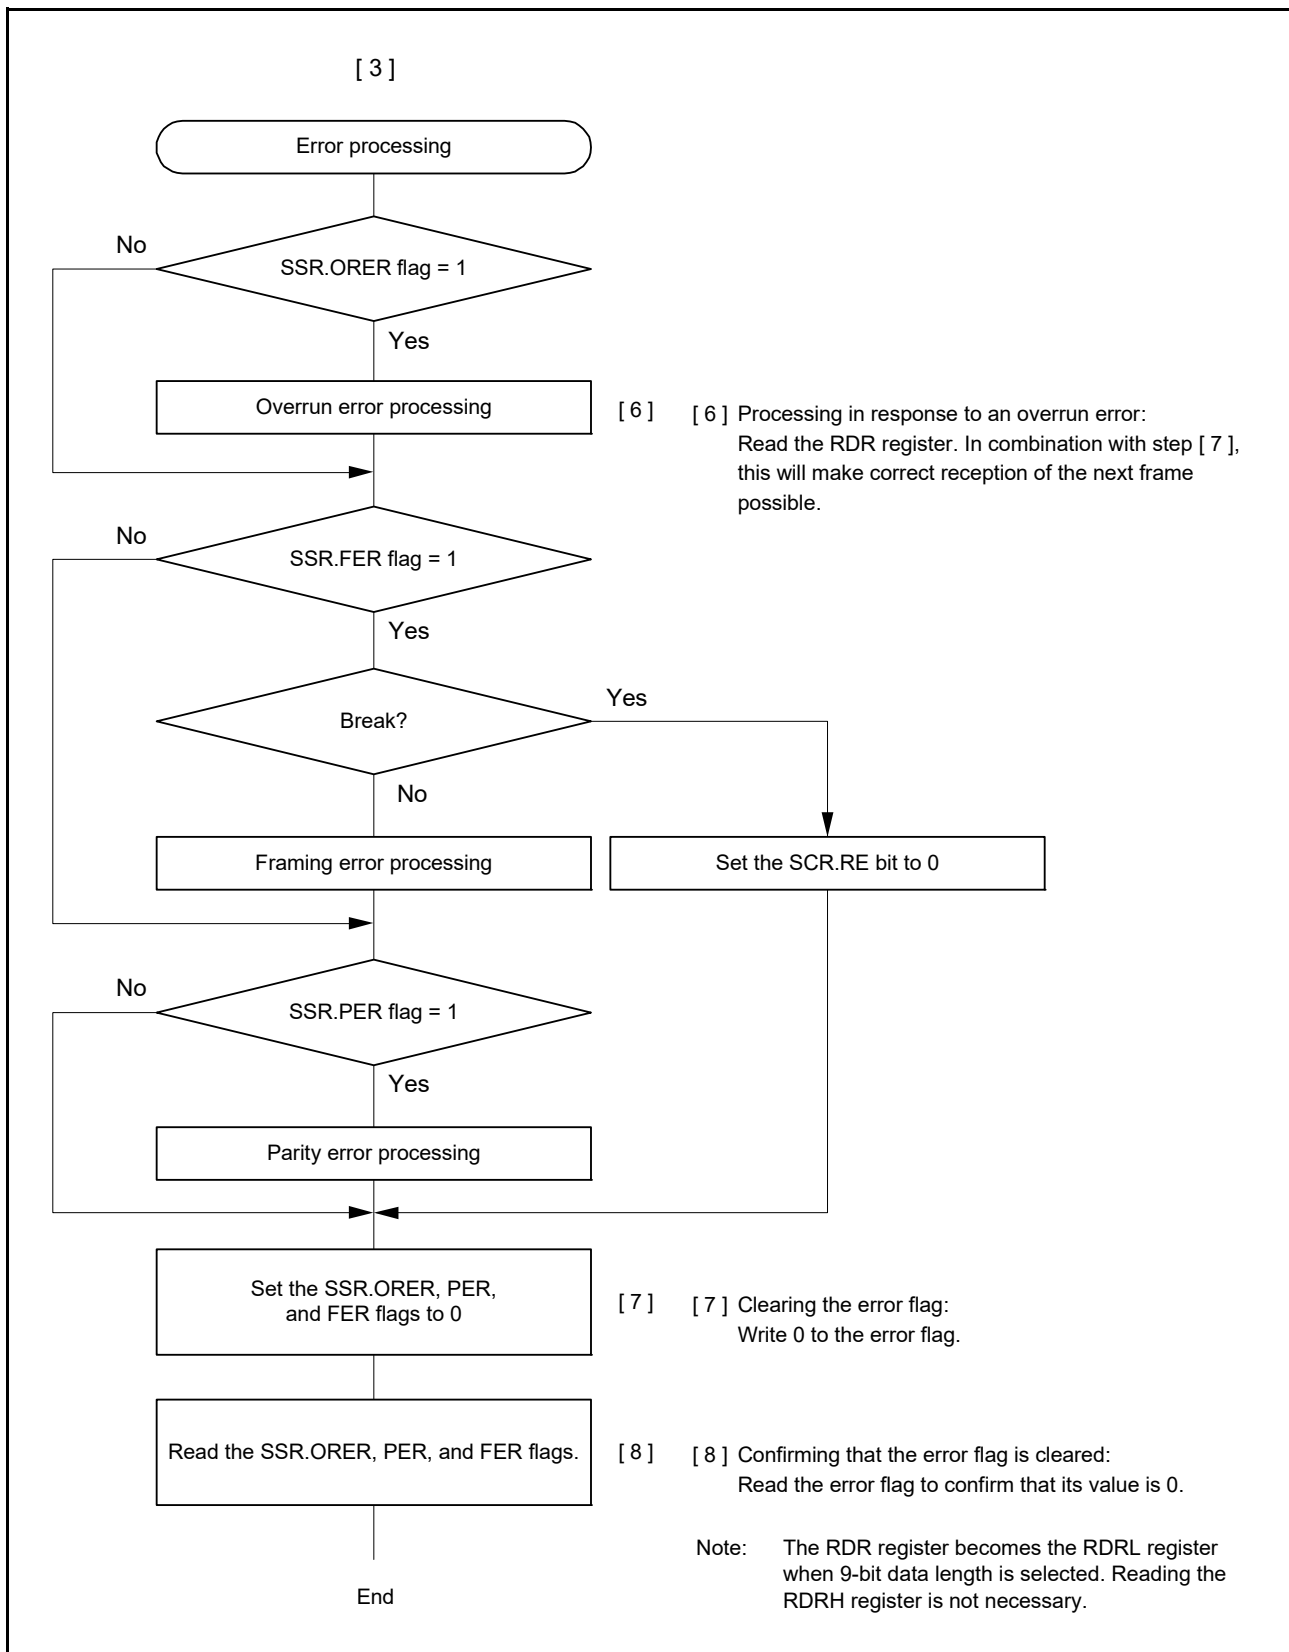 [ 3 ]
Error processing
No
SSR.ORER flag = 1
Yes
Overrun error processing
[ 6 ]
[ 6 ] Processing in response to an overrun error:
Read the RDR register. In combination with step [ 7 ],
this will make correct reception of the next frame
possible.
No
SSR.FER flag = 1
Yes
Break?
Yes
No
Framing error processing
Set the SCR.RE bit to 0
No
SSR.PER flag = 1
Yes
Parity error processing
Set the SSR.ORER, PER,
and FER flags to 0
[ 7 ]
[ 7 ] Clearing the error flag:
Write 0 to the error flag.
Read the SSR.ORER, PER, and FER flags.
[ 8 ]
[ 8 ] Confirming that the error flag is cleared:
Read the error flag to confirm that its value is 0.
Note: The RDR register becomes the RDRL register
when 9-bit data length is selected. Reading the
RDRH register is not necessary.
End